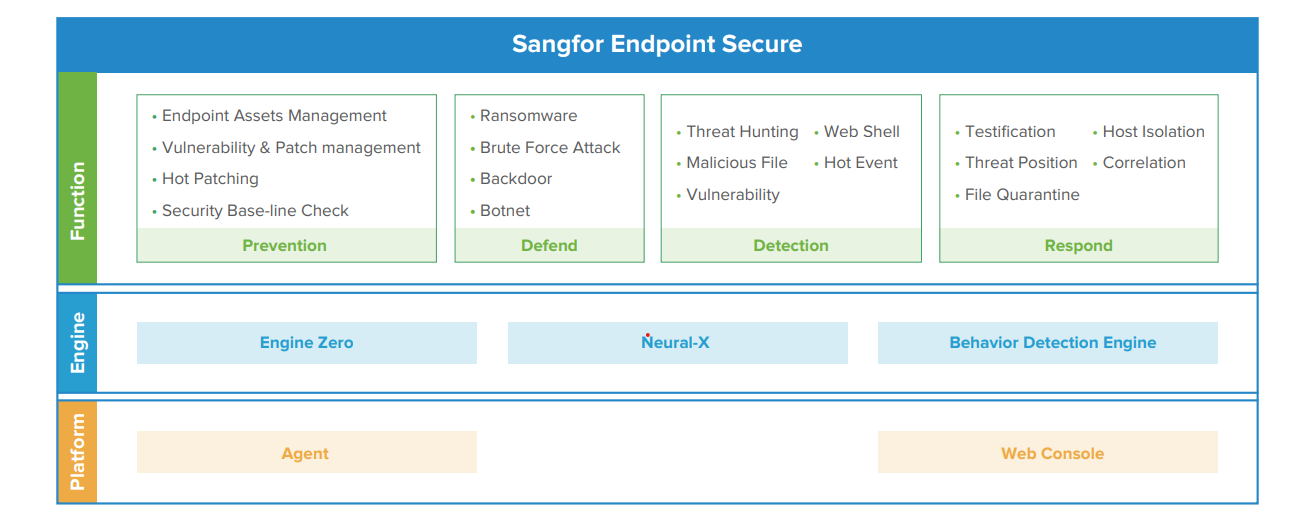 Sangfor Endpoint Secure
Function
• Endpoint Assets Management
• Vulnerability & Patch management
• Hot Patching
• Security Base-line Check
Prevention
• Ransomware
• Brute Force Attack
• Backdoor
• Botnet
Defend
• Threat Hunting • Web Shell
• Malicious File • Hot Event
• Vulnerability
Detection
• Testification • Host Isolation
• Threat Position • Correlation
• File Quarantine
Respond
Engine
Engine Zero
Neural-X
Behavior Detection Engine
Platform
Agent
Web Console